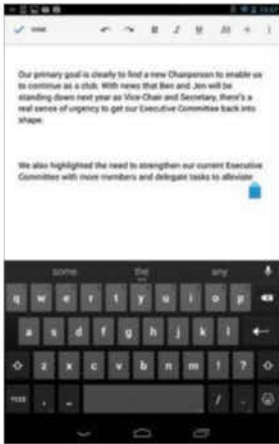 DONE B I U
Our primary goal is clearly to find a new Chairperson to enable us
to continue as a club. With news that Ben and Jen will be
standing down next year as Vice-Chair and Secretary, there's a
real sense of urgency to get our Executive Committee back into
shape.
We also highlighted the need to strengthen our current Executive
Committee with more members and delegate tasks to alleviate
some the any
q w e r t y u i o p
a s d f g h j k l
z x c v b n m ! ?
?123 , / .